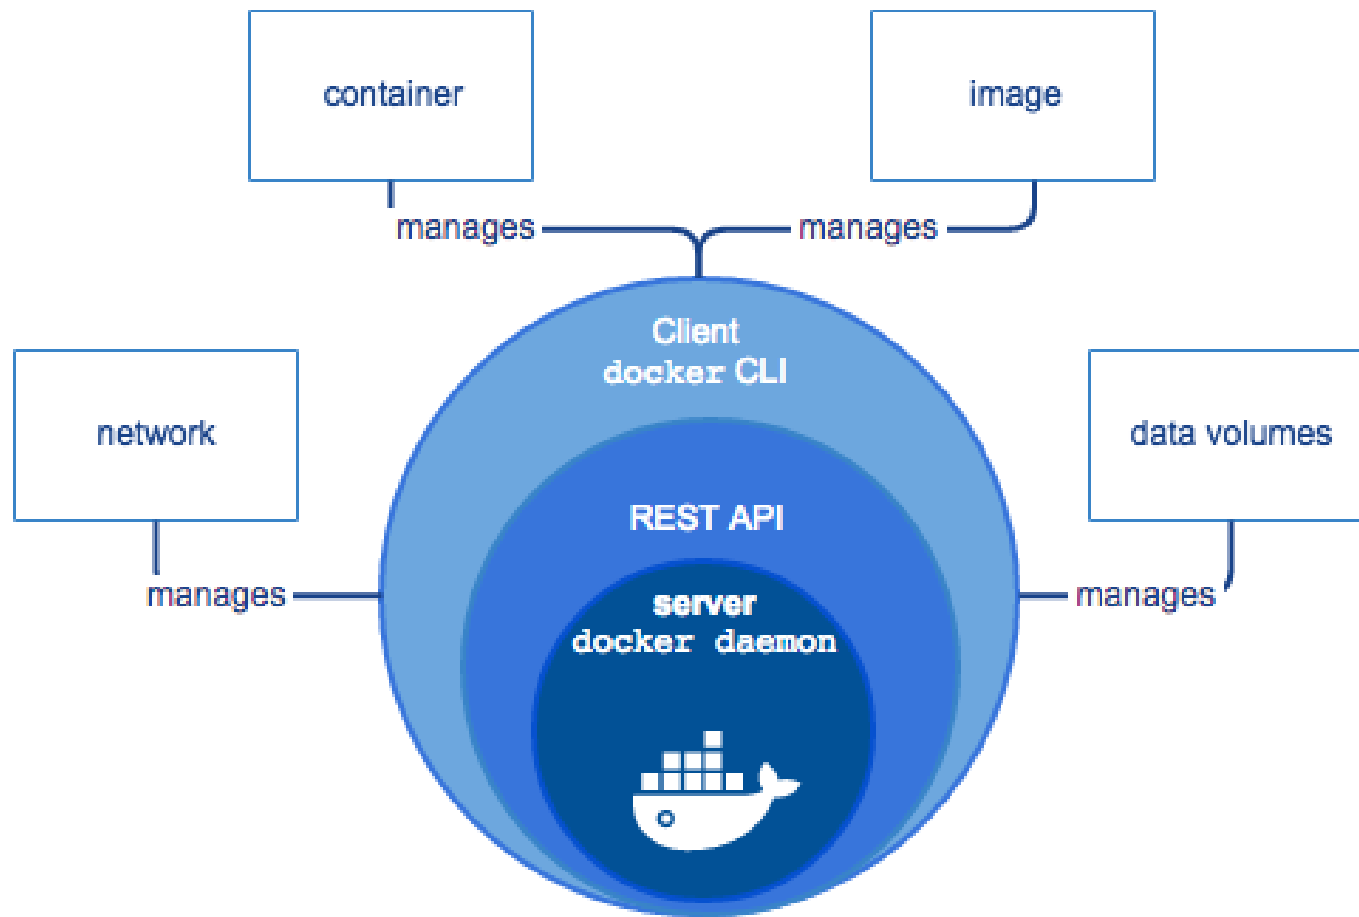 container
image
manages
manages
Client
docker CLI
network
data volumes
REST API
manages
server
docker daemon
manages